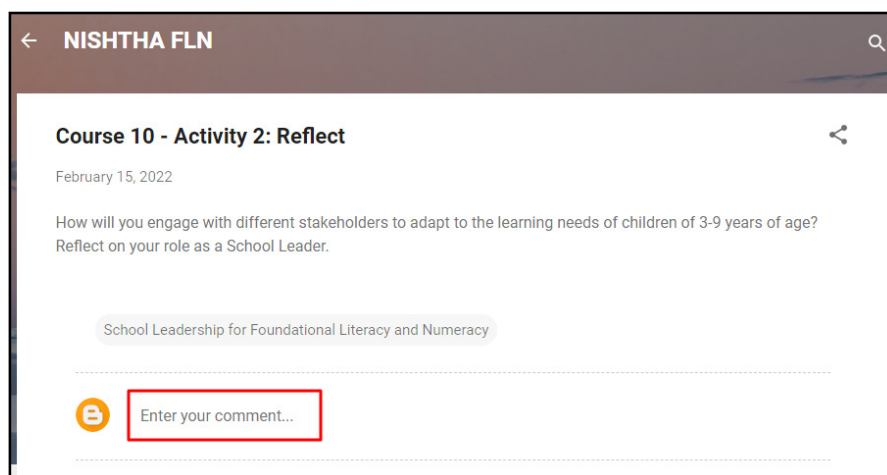 NISHTHA FLN
Course 10 - Activity 2: Reflect
February 15, 2022
How will you engage with different stakeholders to adapt to the learning needs of children of 3-9 years of age?
Reflect on your role as a School Leader.
School Leadership for Foundational Literacy and Numeracy
Enter your comment...